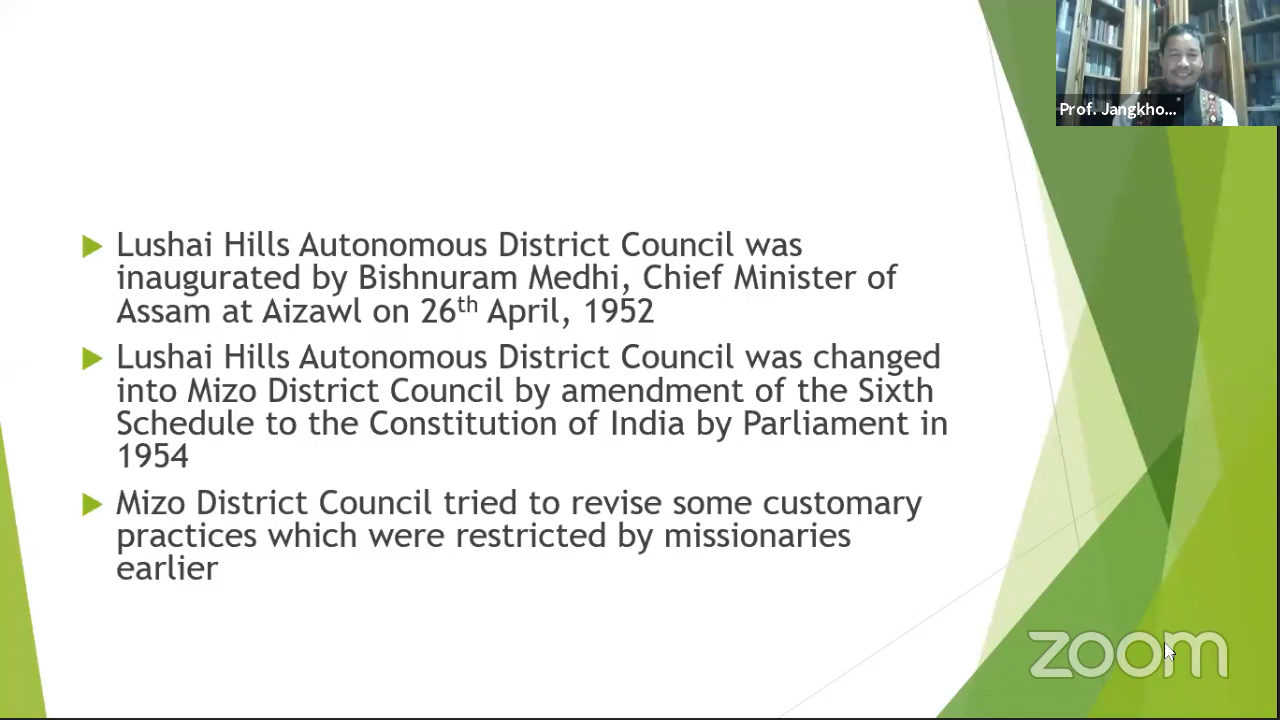 Prof. Jangkho...
Lushai Hills Autonomous District Council was
inaugurated by Bishnuram Medhi, Chief Minister of
Assam at Aizawl on 26th April, 1952
Lushai Hills Autonomous District Council was changed
into Mizo District Council by amendment of the Sixth
Schedule to the Constitution of India by Parliament in
1954
Mizo District Council tried to revise some customary
practices which were restricted by missionaries
earlier
zoom